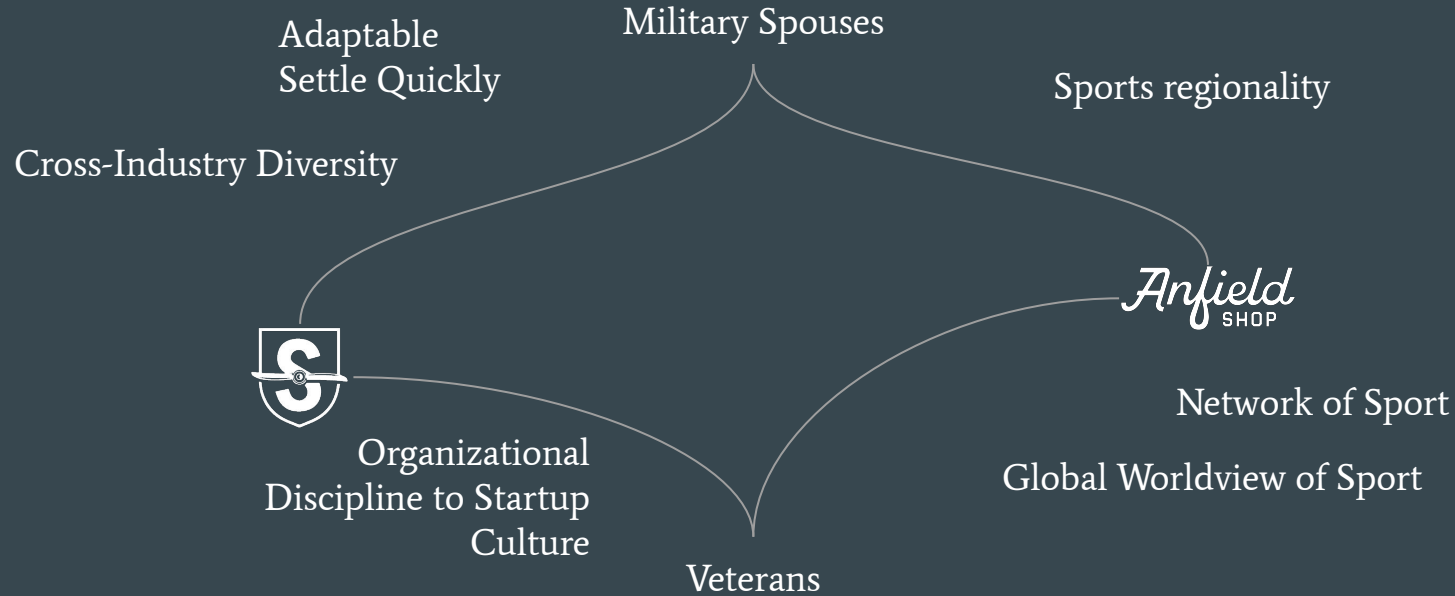 Military Spouses
Adaptable
Settle Quickly
Sports regionality
Cross-Industry Diversity
Anfield
SHOP
S
Network of Sport
Organizational
Discipline to Startup
Culture
Global Worldview of Sport
Veterans